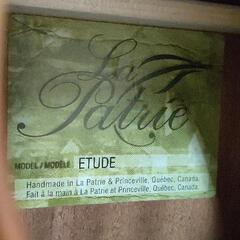 La
Patrie
MODEL / MODÈLE: ETUDE
Handmade in La Patrie & Princeville, Québec, Canada.
Fait à la main à La Patrie et Princeville, Québec, Canada.